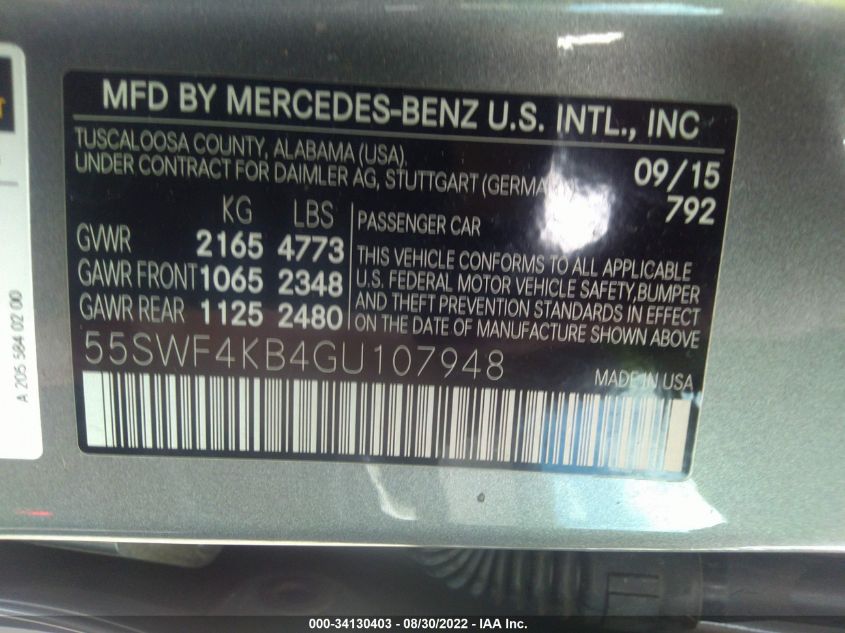 MFD BY MERCEDES-BENZ U.S. INTL., INC
TUSCALOOSA COUNTY, ALABAMA (USA)
UNDER CONTRACT FOR DAIMLER AG, STUTTGART (GERMANY)
09/15
792
KG LBS
GVWR 2165 4773
GAWR FRONT 1065 2348
GAWR REAR 1125 2480
PASSENGER CAR
THIS VEHICLE CONFORMS TO ALL APPLICABLE
U.S. FEDERAL MOTOR VEHICLE SAFETY, BUMPER
AND THEFT PREVENTION STANDARDS IN EFFECT
ON THE DATE OF MANUFACTURE SHOWN ABOVE
55SWF4KB4GU107948
MADE IN USA
A 205 584 02 00
000-34130403 - 08/30/2022 - IAA Inc.